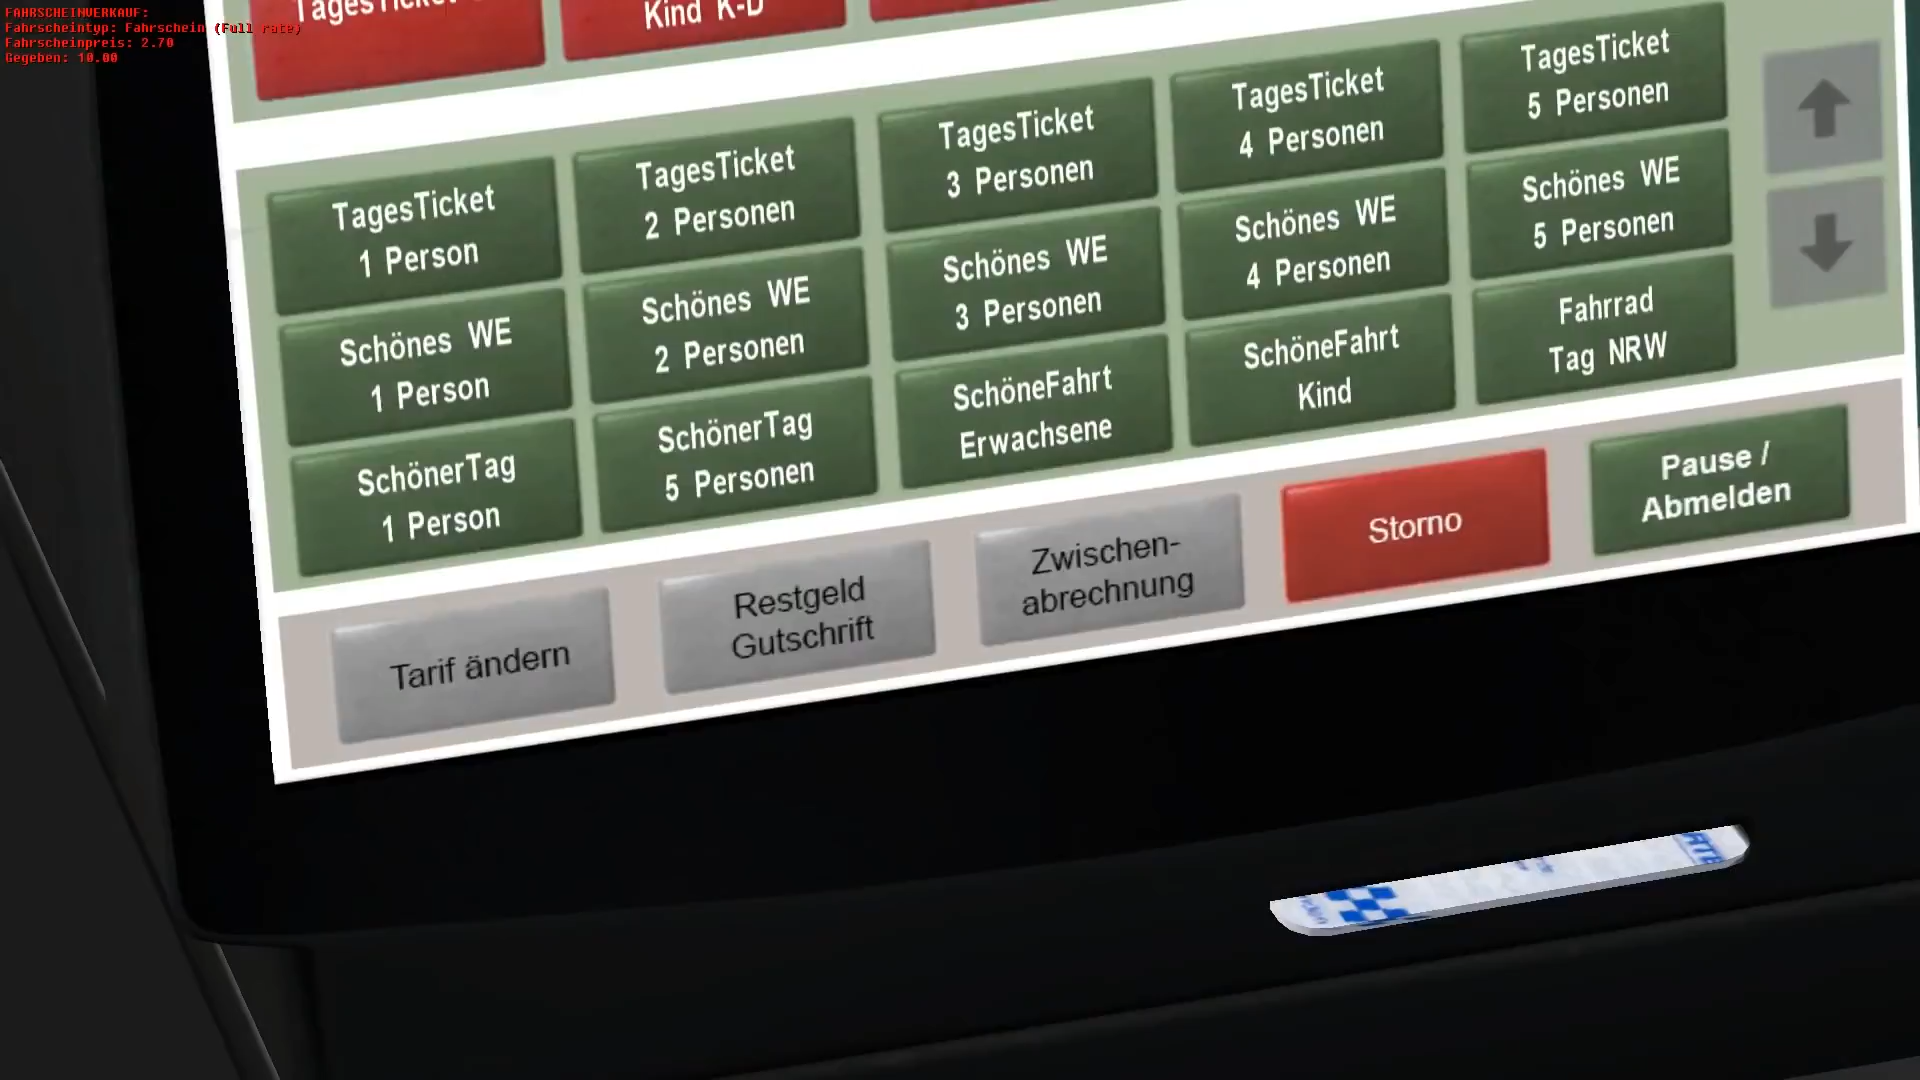 FAHRSCHEINVERKAUF:
Fahrscheintyp: Fahrschein (Full rate)
Fahrscheinpreis: 2.70
Gegeben: 10.00
TagesTicket
Kind K-D
TagesTicket
1 Person
TagesTicket
2 Personen
TagesTicket
3 Personen
TagesTicket
4 Personen
TagesTicket
5 Personen
Schönes WE
1 Person
Schönes WE
2 Personen
Schönes WE
3 Personen
Schönes WE
4 Personen
Schönes WE
5 Personen
SchönerTag
1 Person
SchönerTag
5 Personen
SchöneFahrt
Erwachsene
SchöneFahrt
Kind
Fahrrad
Tag NRW
Tarif ändern
Restgeld
Gutschrift
Zwischen-
abrechnung
Storno
Pause /
Abmelden